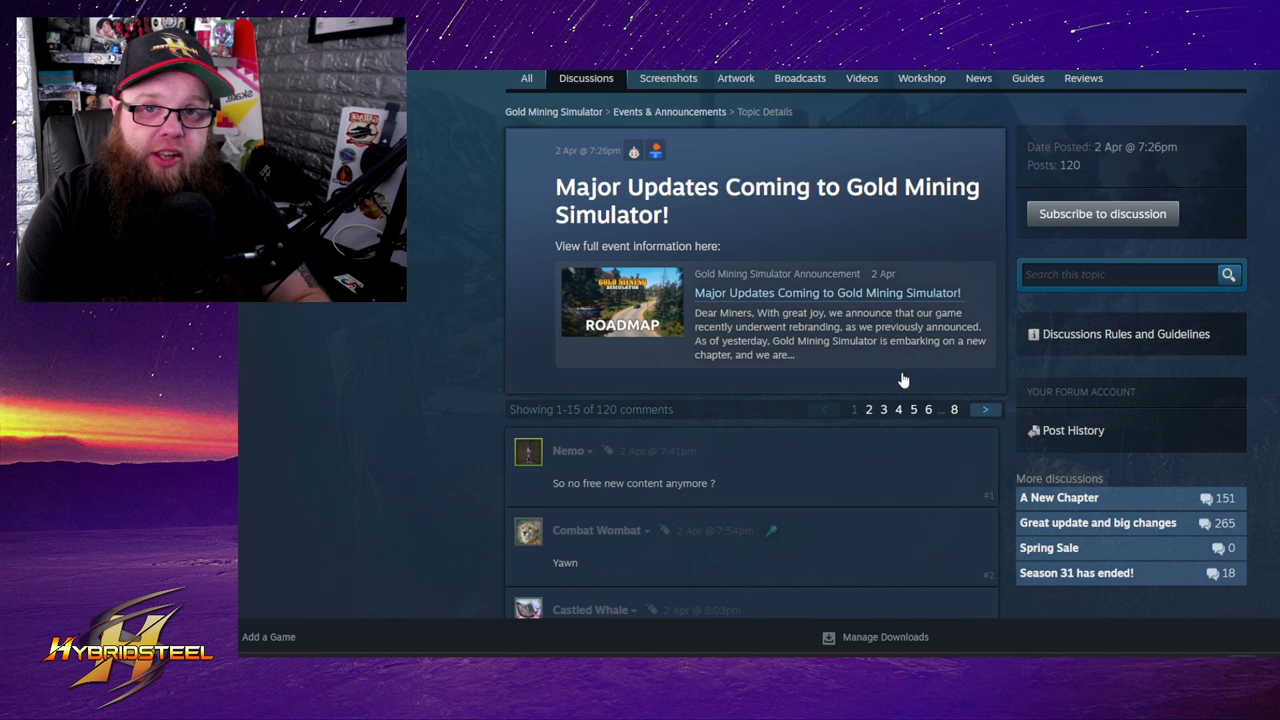 All Discussions Screenshots Artwork Broadcasts Videos Workshop News Guides Reviews
Gold Mining Simulator > Events & Announcements > Topic Details
2 Apr @ 7:26pm
Major Updates Coming to Gold Mining
Simulator!
View full event information here:
GOLD MINING
SIMULATOR
ROADMAP
Gold Mining Simulator Announcement 2 Apr
Major Updates Coming to Gold Mining Simulator!
Dear Miners, With great joy, we announce that our game
recently underwent rebranding, as we previously announced.
As of yesterday, Gold Mining Simulator is embarking on a new
chapter, and we are...
Showing 1-15 of 120 comments
< 1 2 3 4 5 6 ... 8 >
Nemo 2 Apr @ 7:41pm
So no free new content anymore ?
#1
Combat Wombat 2 Apr @ 7:54pm
Yawn
#2
Castled Whale 2 Apr @ 8:03pm
Date Posted: 2 Apr @ 7:26pm
Posts: 120
Subscribe to discussion
Search this topic
Discussions Rules and Guidelines
YOUR FORUM ACCOUNT
Post History
More discussions
A New Chapter 151
Great update and big changes 265
Spring Sale 0
Season 31 has ended! 18
Add a Game
Manage Downloads
HYBRIDSTEEL